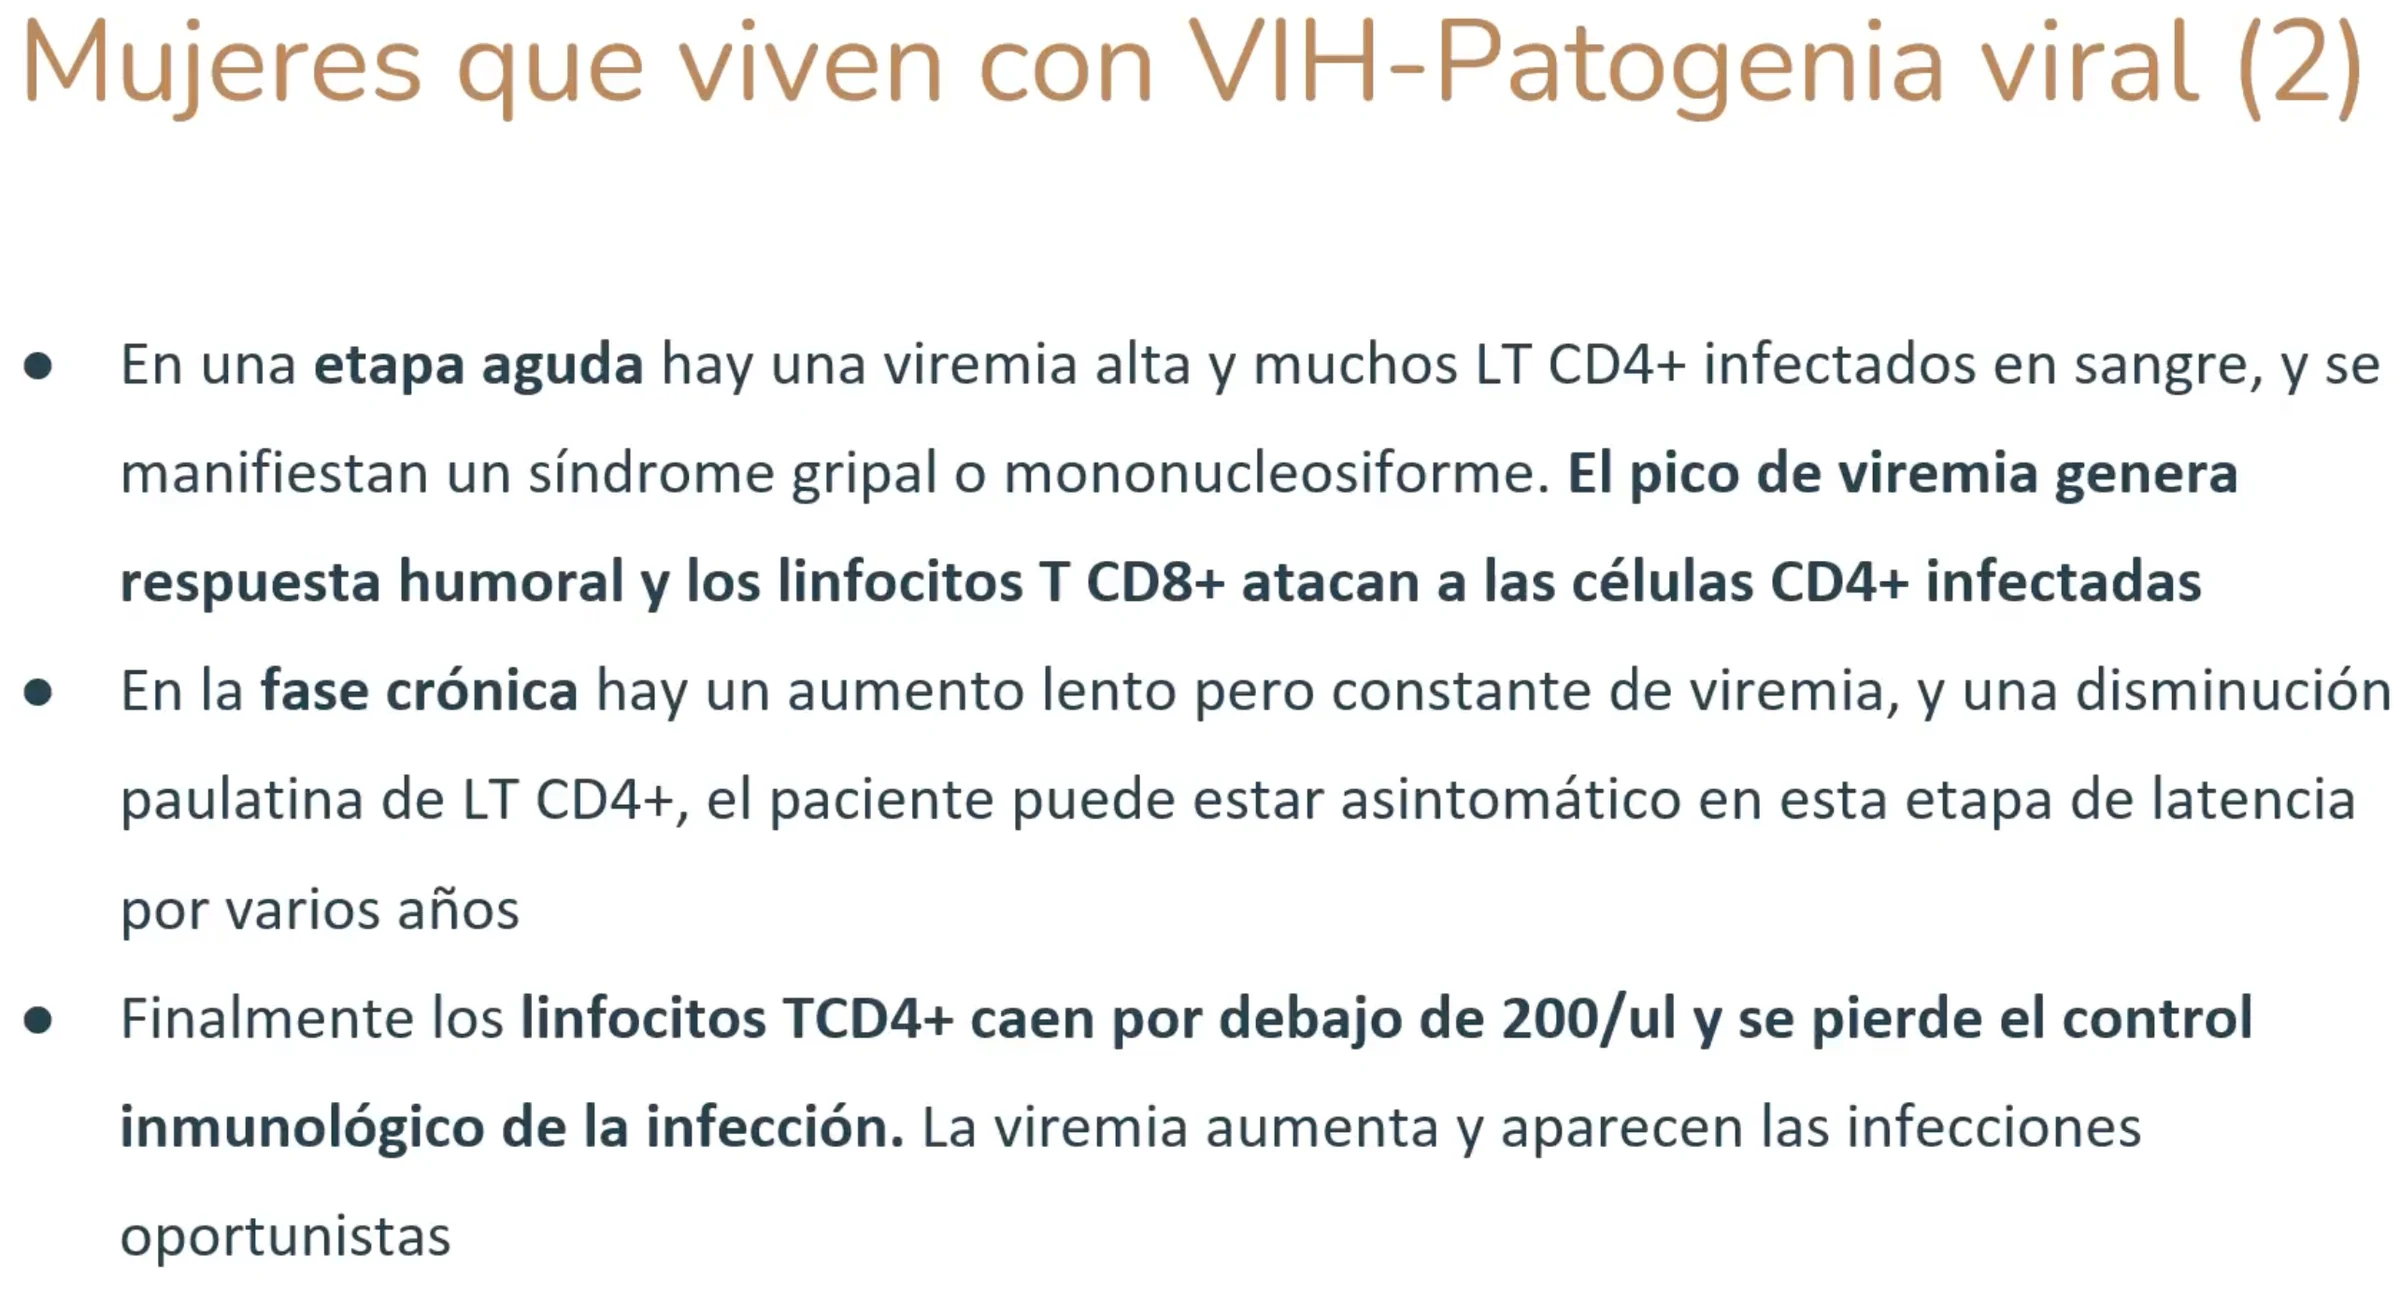 Mujeres que viven con VIH-Patogenia viral (2)
● En una etapa aguda hay una viremia alta y muchos LT CD4+ infectados en sangre, y se
manifiestan un síndrome gripal o mononucleosiforme. El pico de viremia genera
respuesta humoral y los linfocitos T CD8+ atacan a las células CD4+ infectadas
● En la fase crónica hay un aumento lento pero constante de viremia, y una disminución
paulatina de LT CD4+, el paciente puede estar asintomático en esta etapa de latencia
por varios años
● Finalmente los linfocitos TCD4+ caen por debajo de 200/ul y se pierde el control
inmunológico de la infección. La viremia aumenta y aparecen las infecciones
oportunistas